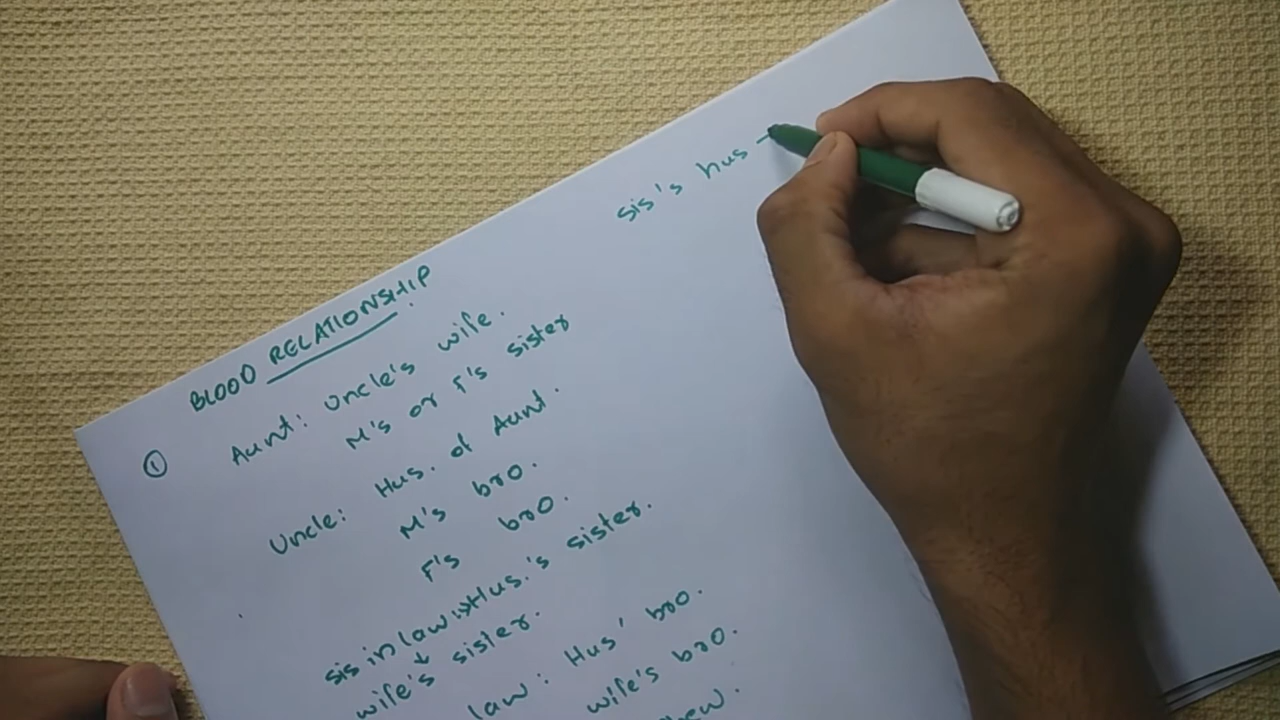 BLOOD RELATIONSHIP
① Aunt: Uncle's wife.
M's or F's sister
Uncle: Hus. of Aunt.
M's bro.
F's bro.
sis in law → Hus.'s sister.
↓ wife's sister.
law: Hus' bro.
wife's bro.
sis's hus –